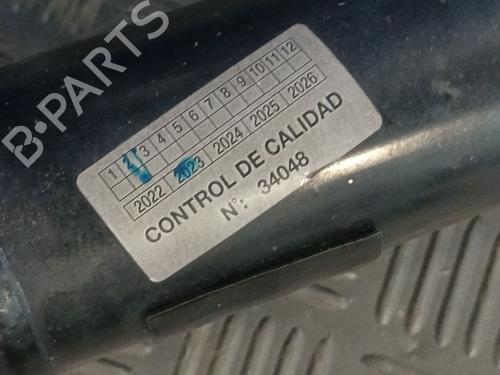 B-PARTS
1 2 3 4 5 6 7 8 9 10 11 12
2022 2023 2024 2025 2026
CONTROL DE CALIDAD
N°: 34048